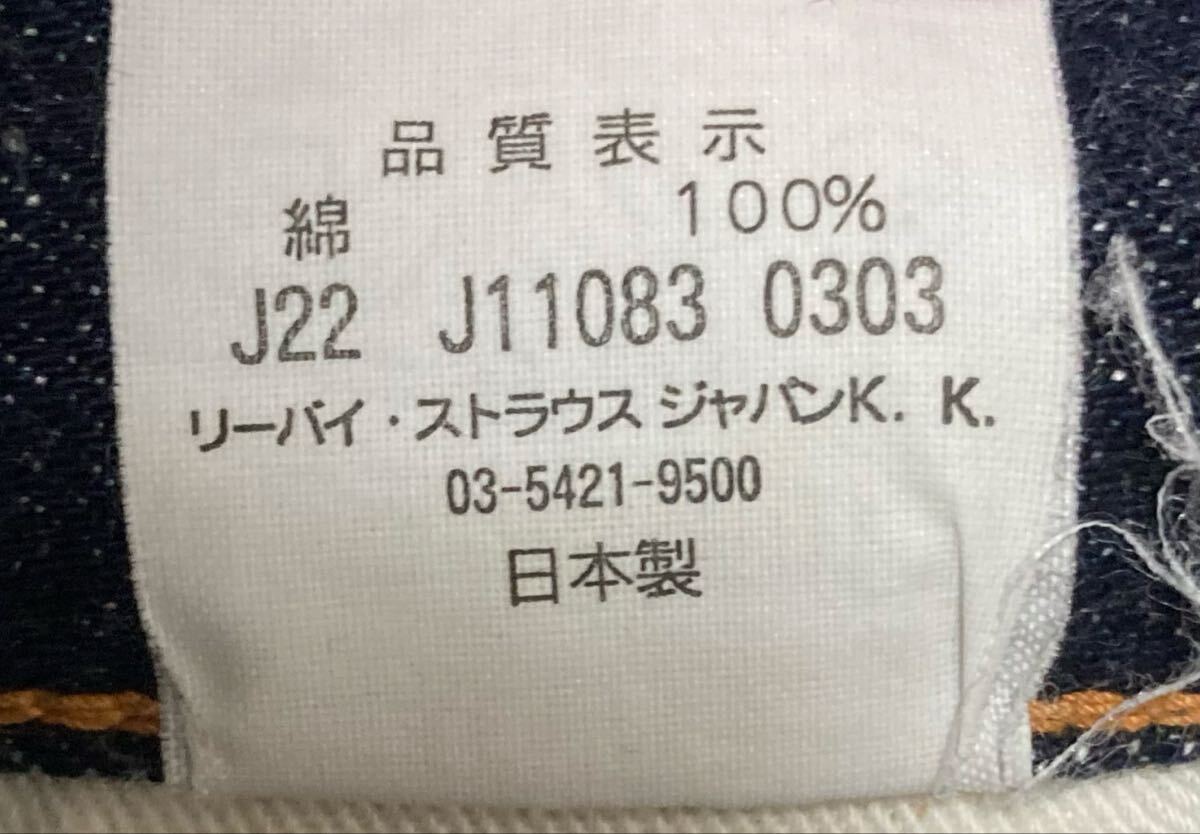 品質表示
綿 100%
J22 J11083 0303
リーバイ・ストラウス ジャパンK. K.
03-5421-9500
日本製